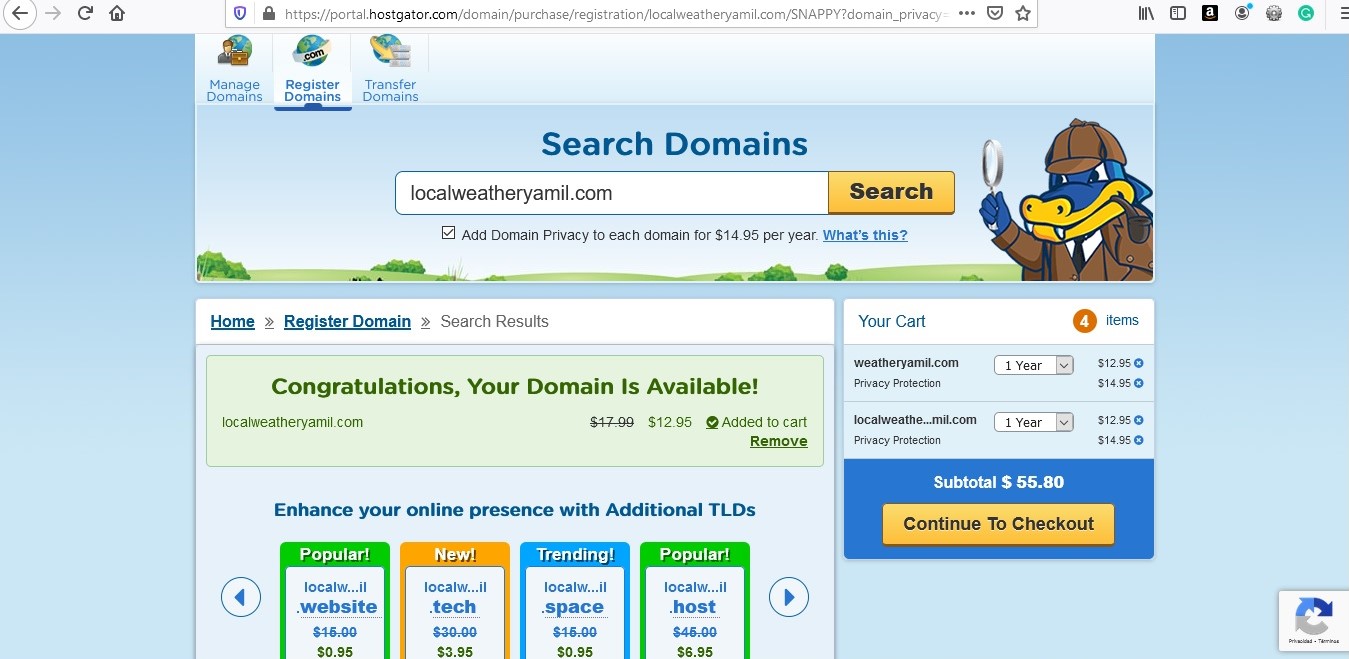 https://portal.hostgator.com/domain/purchase/registration/localweatheryamil.com/SNAPPY?domain_privacy=
Manage Domains
Register Domains
Transfer Domains
.com
Search Domains
localweatheryamil.com
Search
Add Domain Privacy to each domain for $14.95 per year. What's this?
Home » Register Domain » Search Results
Congratulations, Your Domain Is Available!
localweatheryamil.com $17.99 $12.95 Added to cart
Remove
Enhance your online presence with Additional TLDs
Popular!
localw...il
.website
$15.00
$0.95
New!
localw...il
.tech
$30.00
$3.95
Trending!
localw...il
.space
$15.00
$0.95
Popular!
localw...il
.host
$45.00
$6.95
Your Cart 4 items
weatheryamil.com 1 Year $12.95
Privacy Protection $14.95
localweathe...mil.com 1 Year $12.95
Privacy Protection $14.95
Subtotal $ 55.80
Continue To Checkout
Privacidad - Términos